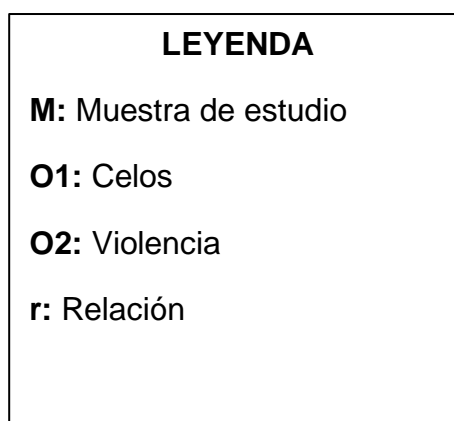 LEYENDA
M: Muestra de estudio
O1: Celos
O2: Violencia
r: Relación